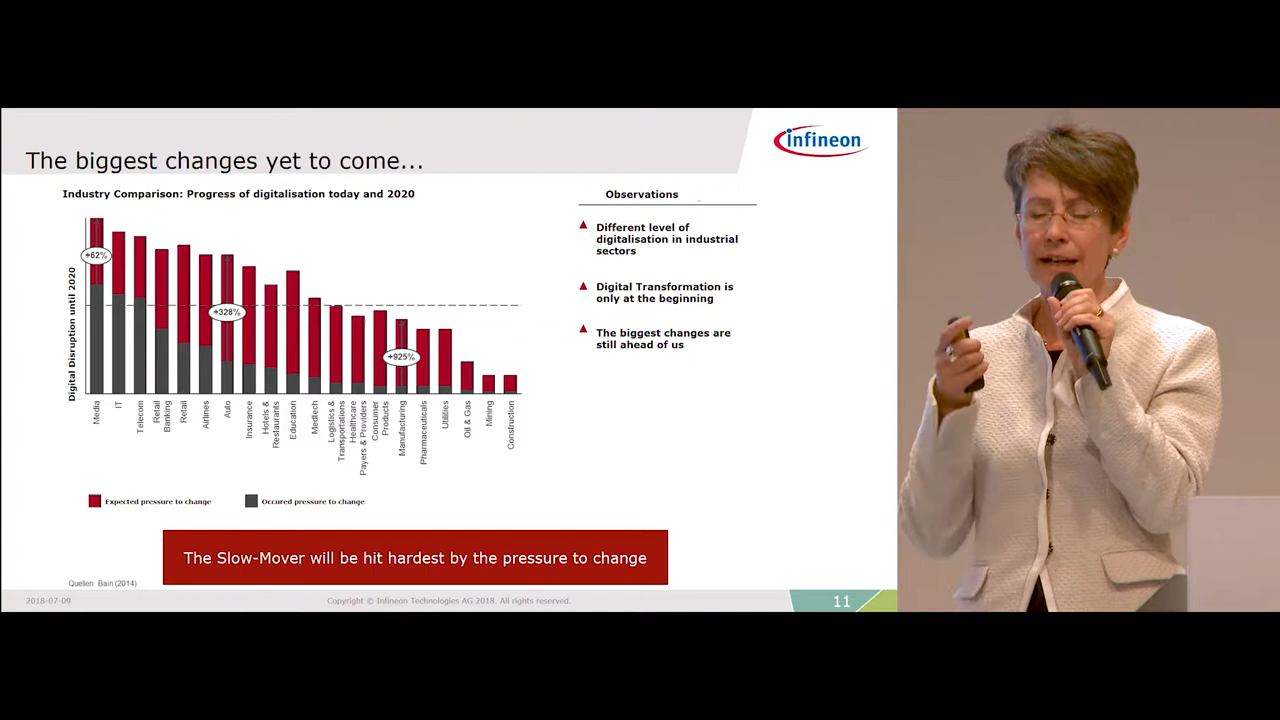 infineon
The biggest changes yet to come...
Industry Comparison: Progress of digitalisation today and 2020
Digital Disruption until 2020
+62%
+328%
+925%
Media
IT
Telecom
Retail
Banking
Retail
Airlines
Auto
Insurance
Hotels &
Restaurants
Education
Medtech
Logistics &
Transportations
Healthcare
Payers & Providers
Consumer
Products
Manufacturing
Pharmaceuticals
Utilities
Oil & Gas
Mining
Construction
Expected pressure to change
Occured pressure to change
Observations
Different level of
digitalisation in industrial
sectors
Digital Transformation is
only at the beginning
The biggest changes are
still ahead of us
The Slow-Mover will be hit hardest by the pressure to change
Quellen: Bain (2014)
2018-07-09
Copyright © Infineon Technologies AG 2018. All rights reserved.
11